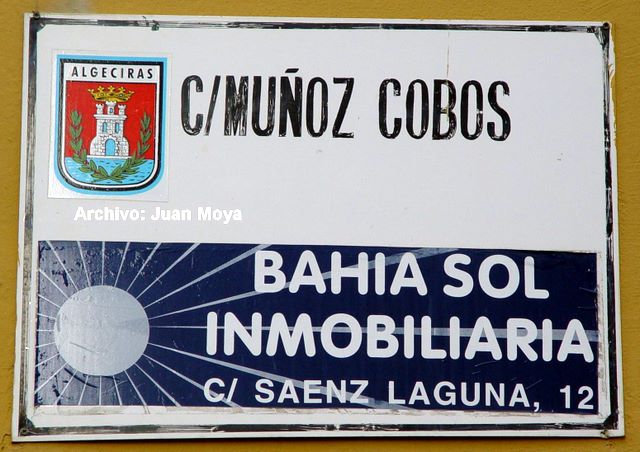 ALGECIRAS
C/MUÑOZ COBOS
Archivo: Juan Moya
BAHIA SOL
INMOBILIARIA
C/ SAENZ LAGUNA, 12